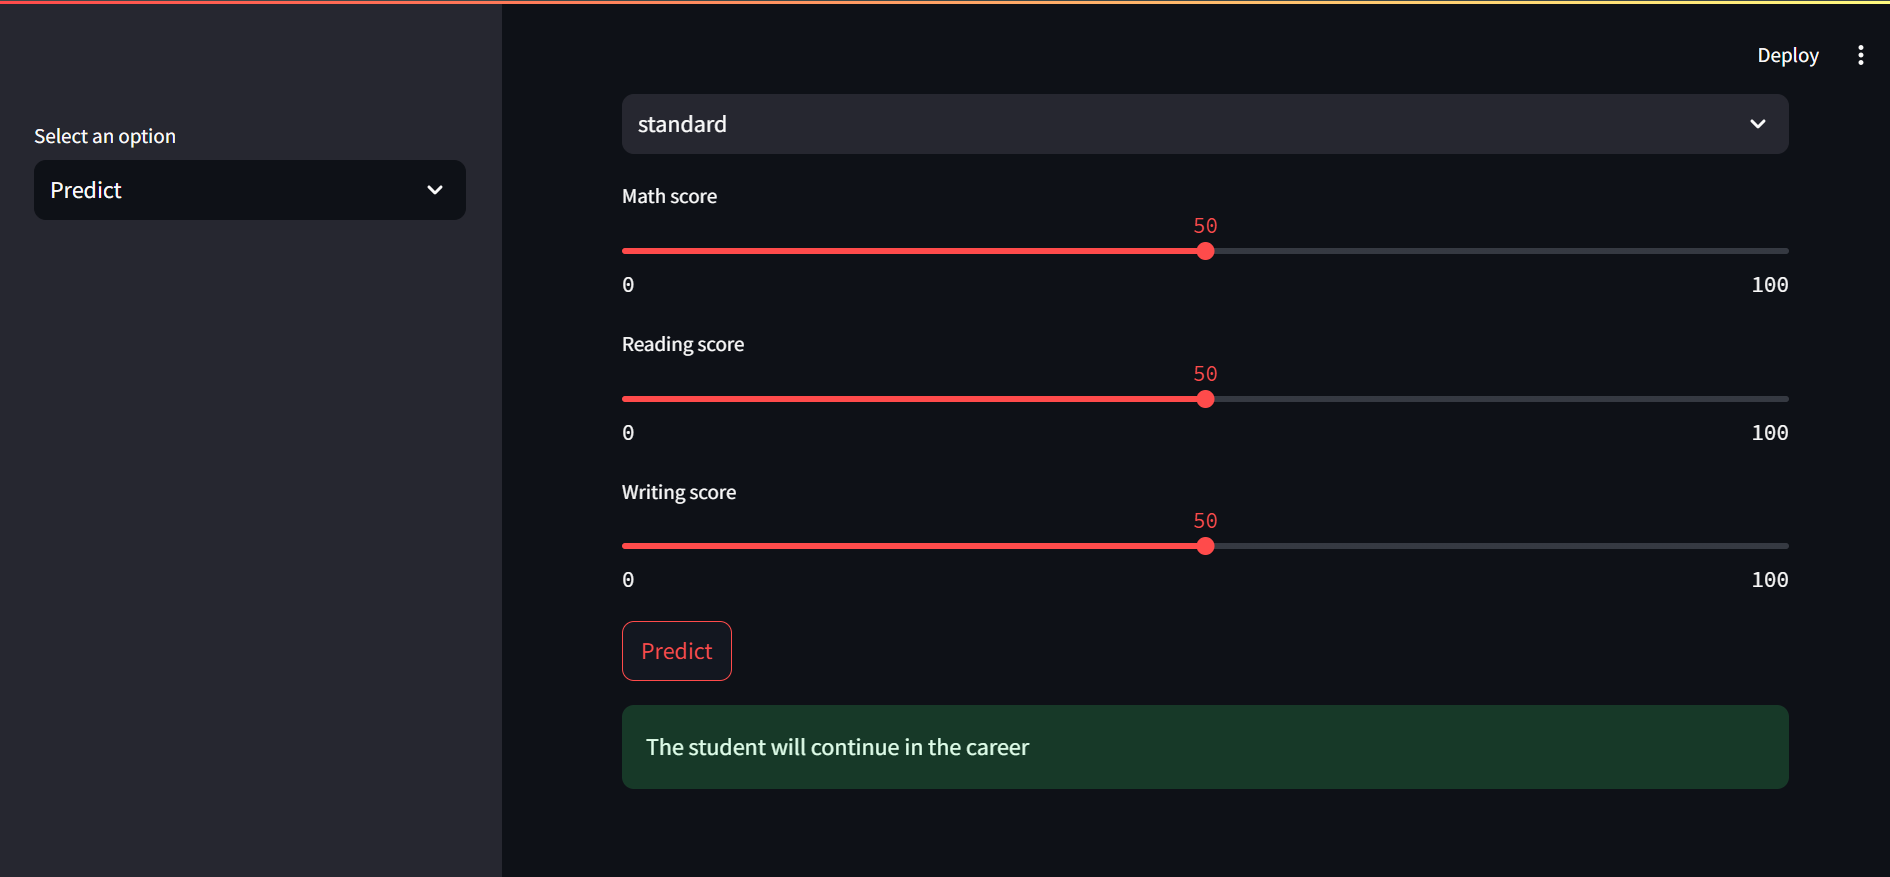 Deploy
Select an option
Predict
standard
Math score
50
0 100
Reading score
50
0 100
Writing score
50
0 100
Predict
The student will continue in the career